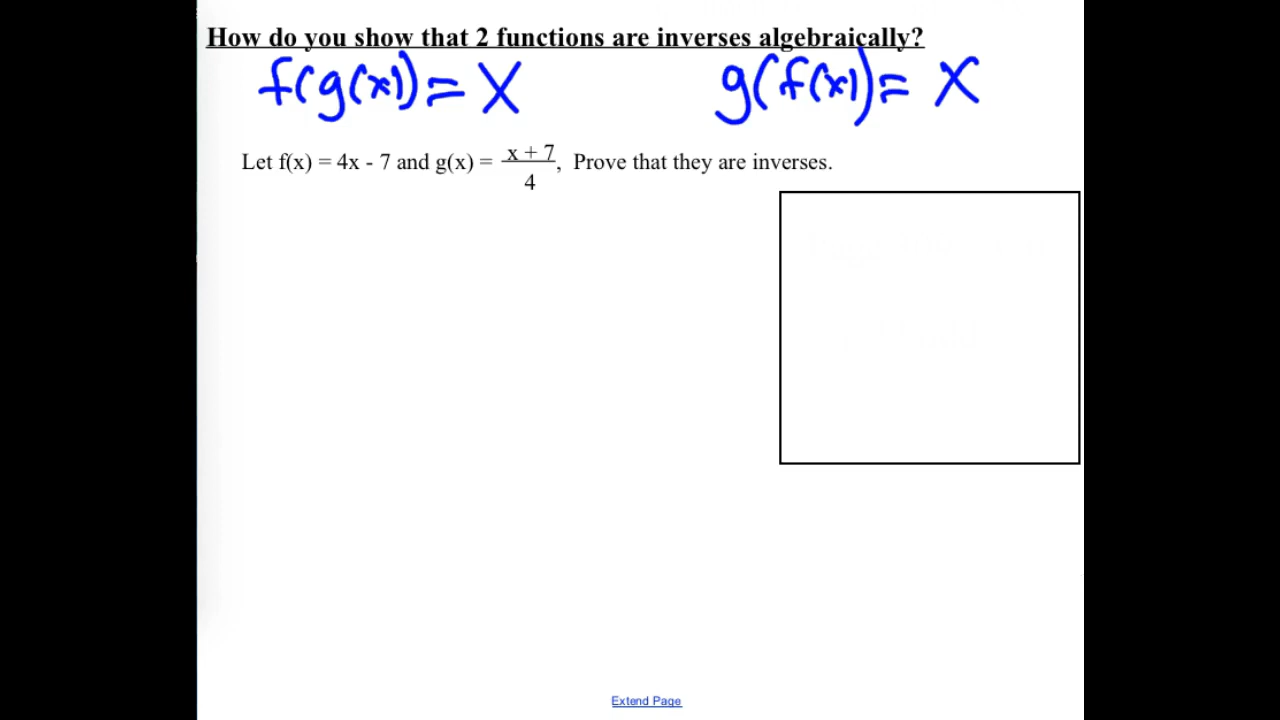 How do you show that 2 functions are inverses algebraically?
f(g(x)) = X g(f(x)) = X
Let f(x) = 4x - 7 and g(x) = x + 7, Prove that they are inverses.
4
Extend Page